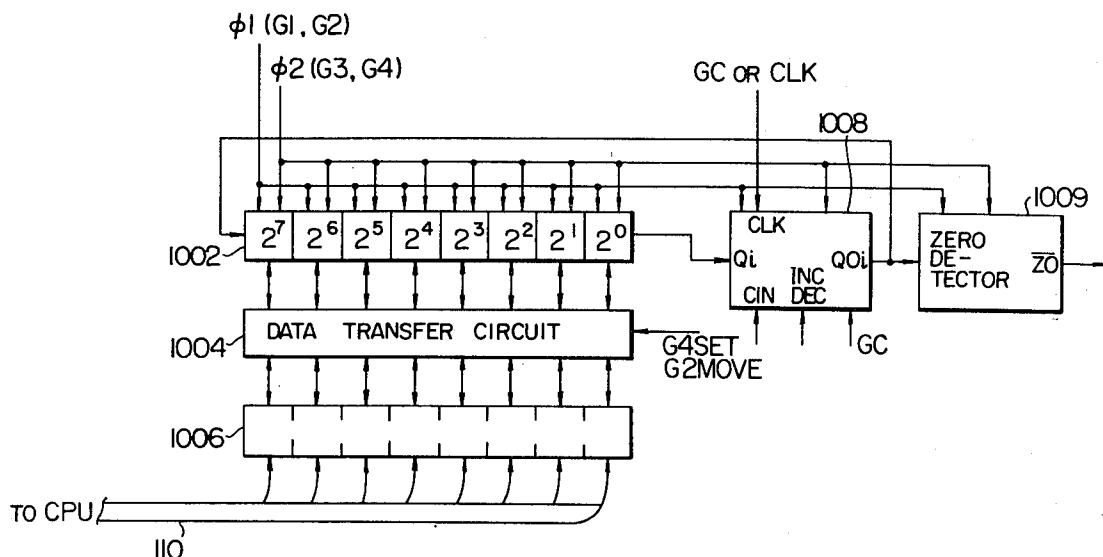 φ1 (G1, G2)
φ2 (G3, G4)
GC OR CLK
1008
1009
1002
2⁷ 2⁶ 2⁵ 2⁴ 2³ 2² 2¹ 2⁰
CLK
Qi
QOi
INC
CIN DEC
ZERO
DE-
TECTOR
Z̅O̅
1004
DATA TRANSFER CIRCUIT
G4SET
G2MOVE
GC
1006
TO CPU
110